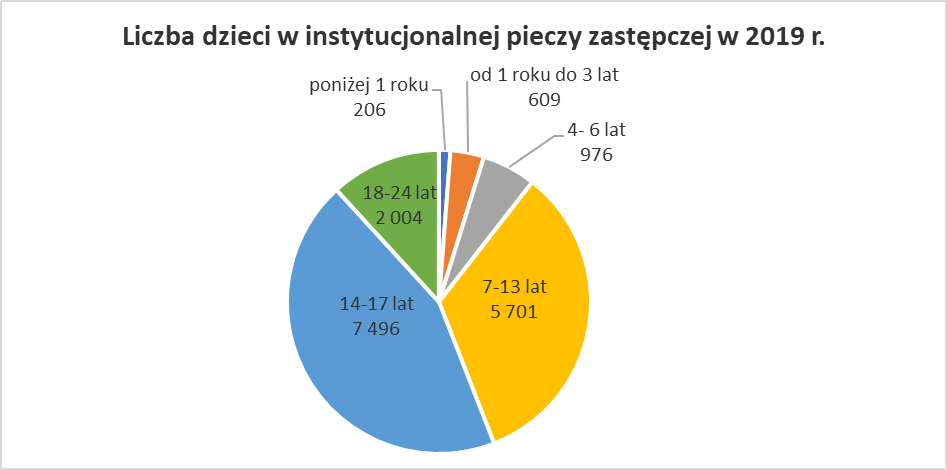 Liczba dzieci w instytucjonalnej pieczy zastępczej w 2019 r.
poniżej 1 roku
206
od 1 roku do 3 lat
609
4- 6 lat
976
7-13 lat
5 701
14-17 lat
7 496
18-24 lat
2 004